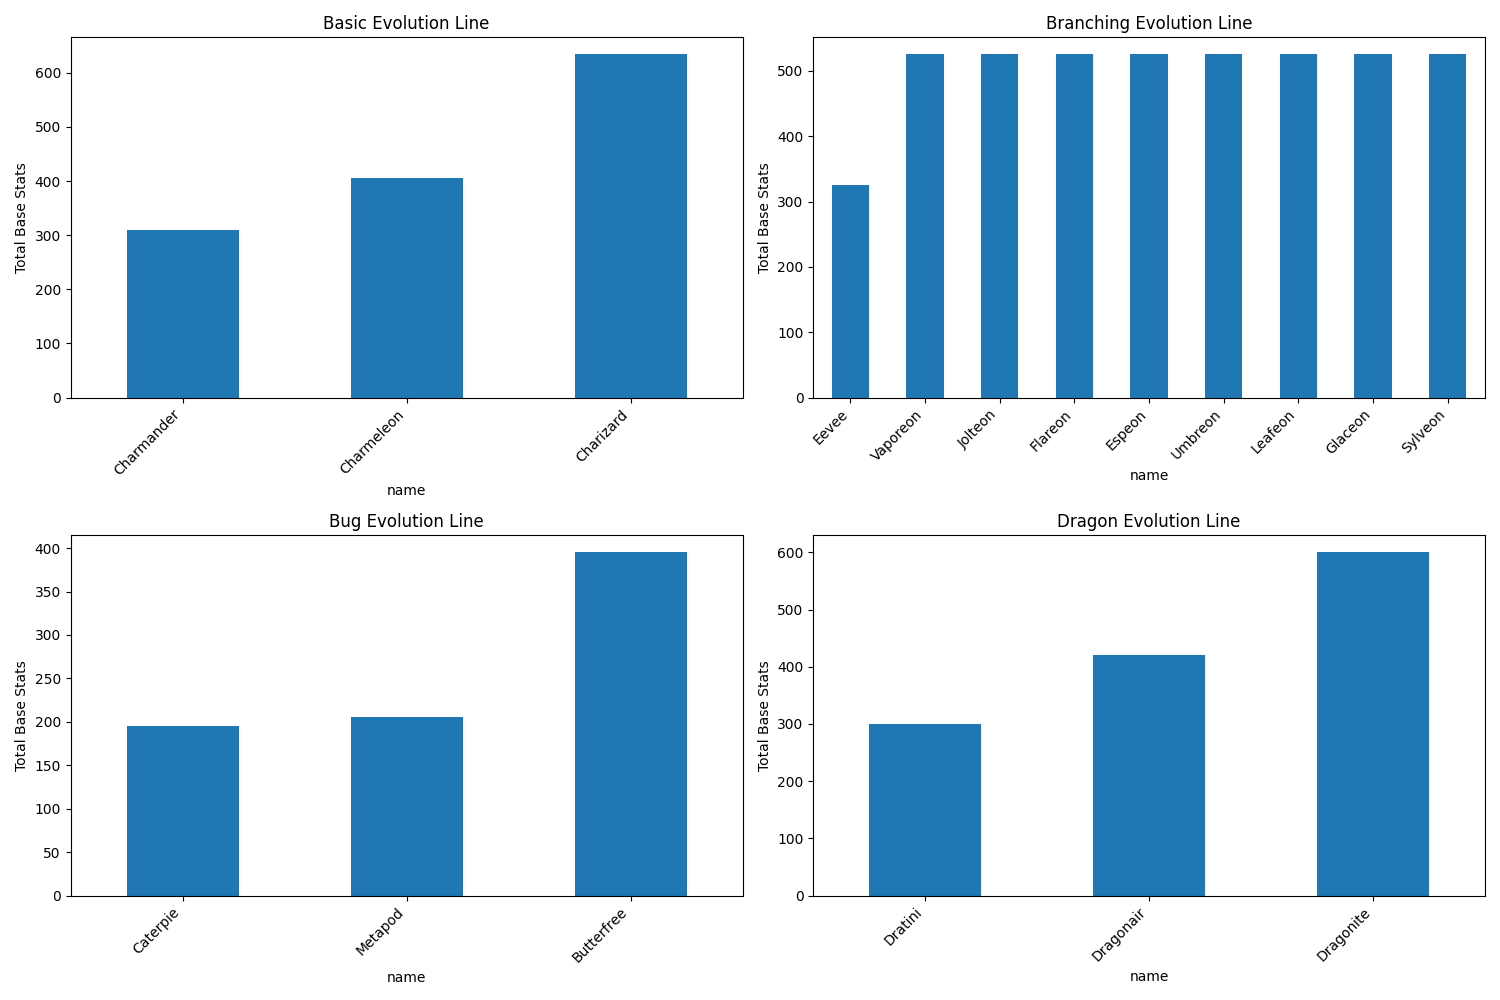 Basic Evolution Line
Total Base Stats
600
500
400
300
200
100
0
Charmander
Charmeleon
Charizard
name
Branching Evolution Line
Total Base Stats
500
400
300
200
100
0
Eevee
Vaporeon
Jolteon
Flareon
Espeon
Umbreon
Leafeon
Glaceon
Sylveon
name
Bug Evolution Line
Total Base Stats
400
350
300
250
200
150
100
50
0
Caterpie
Metapod
Butterfree
name
Dragon Evolution Line
Total Base Stats
600
500
400
300
200
100
0
Dratini
Dragonair
Dragonite
name